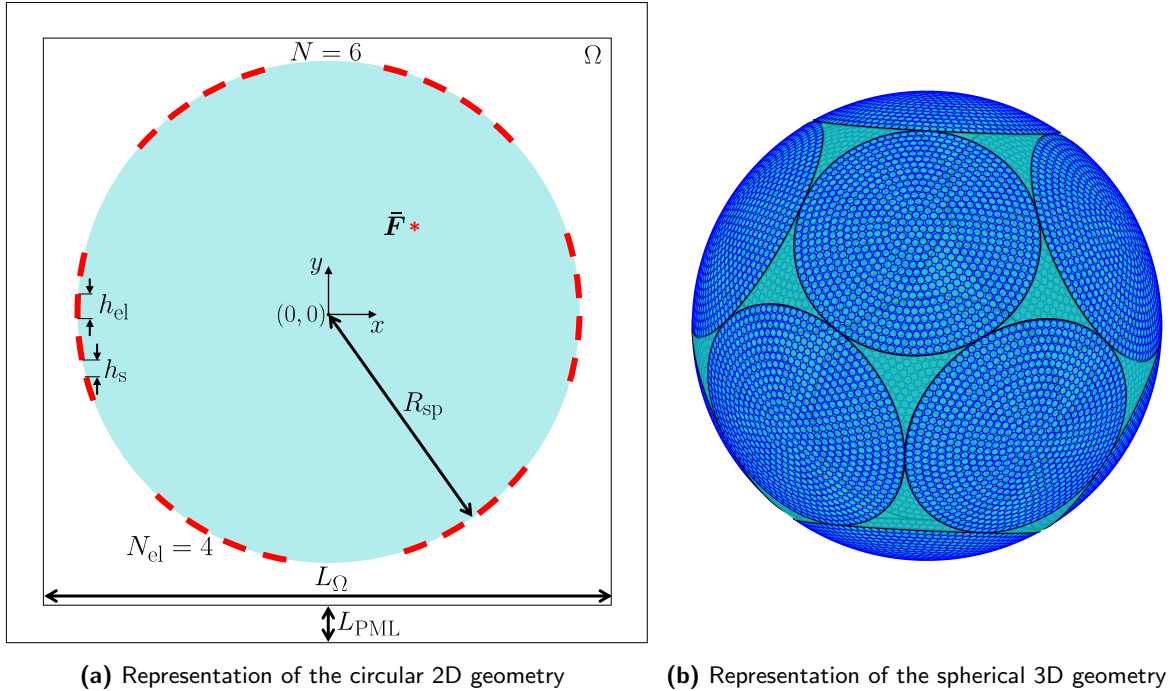 N = 6
Ω
F̄ *
y
(0, 0)
x
h_el
h_s
R_sp
N_el = 4
L_Ω
L_PML
(a) Representation of the circular 2D geometry
(b) Representation of the spherical 3D geometry